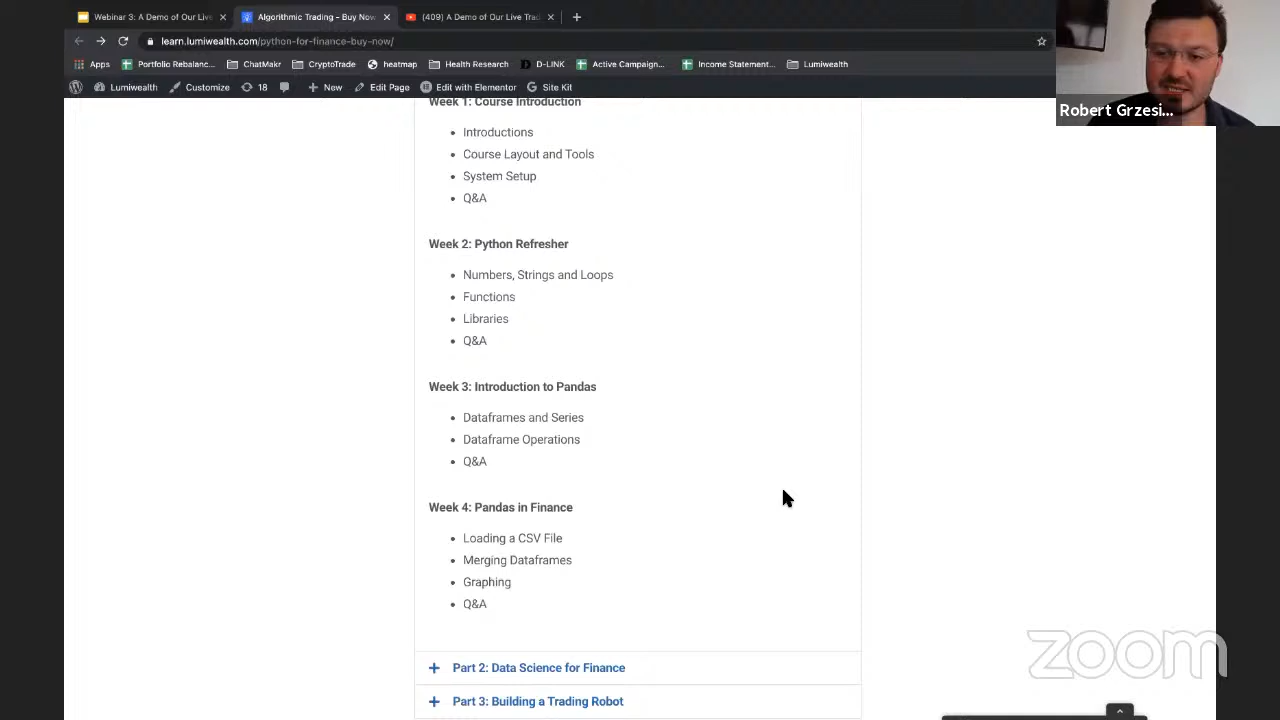 Webinar 3: A Demo of Our Live
Algorithmic Trading - Buy Now
(409) A Demo of Our Live Trad
learn.lumiwealth.com/python-for-finance-buy-now/
Apps
Portfolio Rebalanc...
ChatMakr
CryptoTrade
heatmap
Health Research
D-LINK
Active Campaign...
Income Statement...
Lumiwealth
Lumiwealth
Customize
18
New
Edit Page
Edit with Elementor
Site Kit
Robert Grzesi...
Week 1: Course Introduction
Introductions
Course Layout and Tools
System Setup
Q&A
Week 2: Python Refresher
Numbers, Strings and Loops
Functions
Libraries
Q&A
Week 3: Introduction to Pandas
Dataframes and Series
Dataframe Operations
Q&A
Week 4: Pandas in Finance
Loading a CSV File
Merging Dataframes
Graphing
Q&A
Part 2: Data Science for Finance
Part 3: Building a Trading Robot
zoom